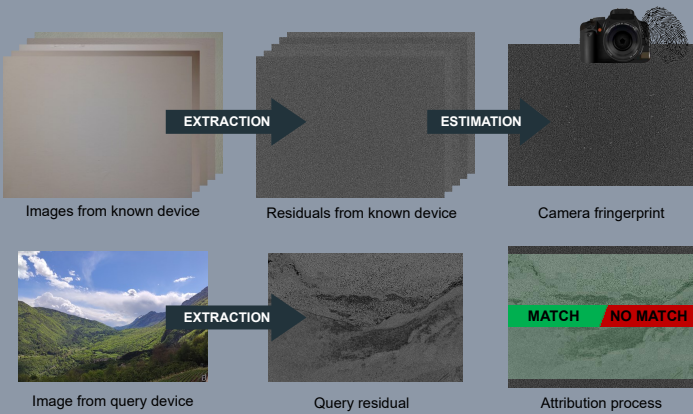 EXTRACTION
ESTIMATION
Images from known device
Residuals from known device
Camera fringerprint
EXTRACTION
MATCH
NO MATCH
Image from query device
Query residual
Attribution process